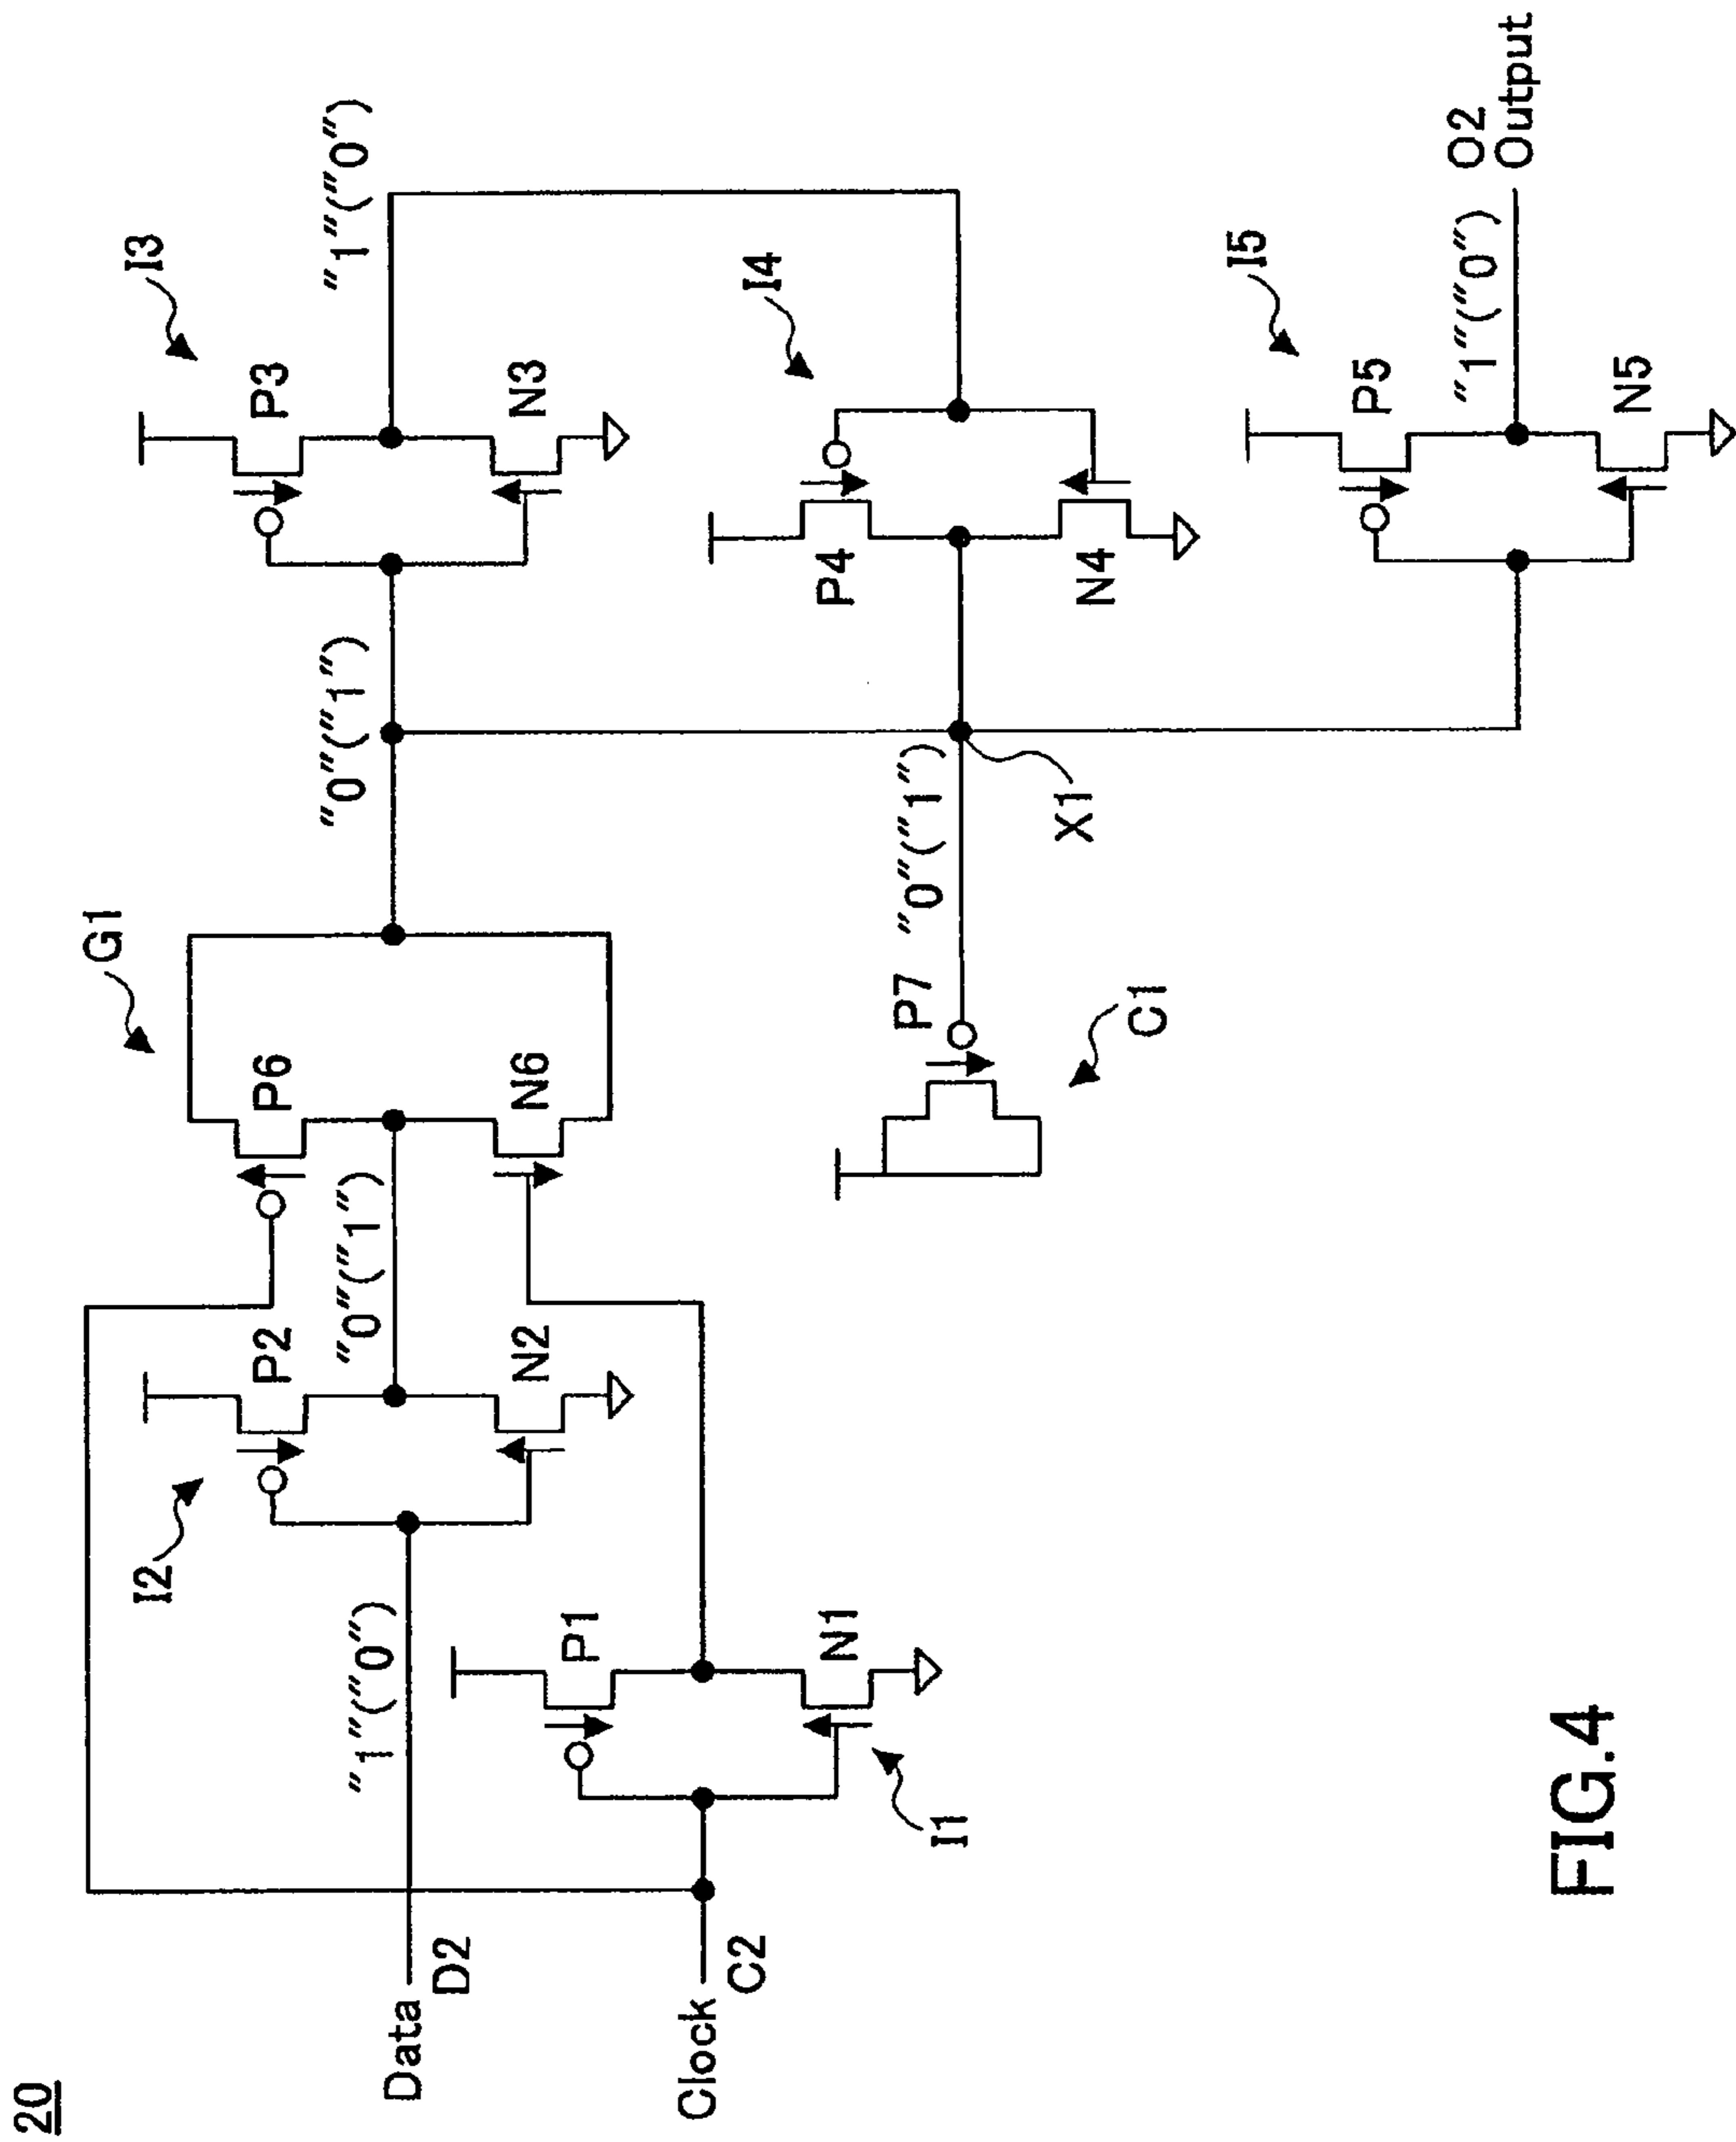 20
Data
D2
Clock
C2
I2
"1"("0")
P2
N2
"0"("1")
I1
P1
N1
G1
P6
N6
"0"("1")
C1
P7
"0"("1")
X1
I3
P3
N3
"1"("0")
I4
P4
N4
I5
P5
N5
"1"("0")
O2
Output
FIG.4